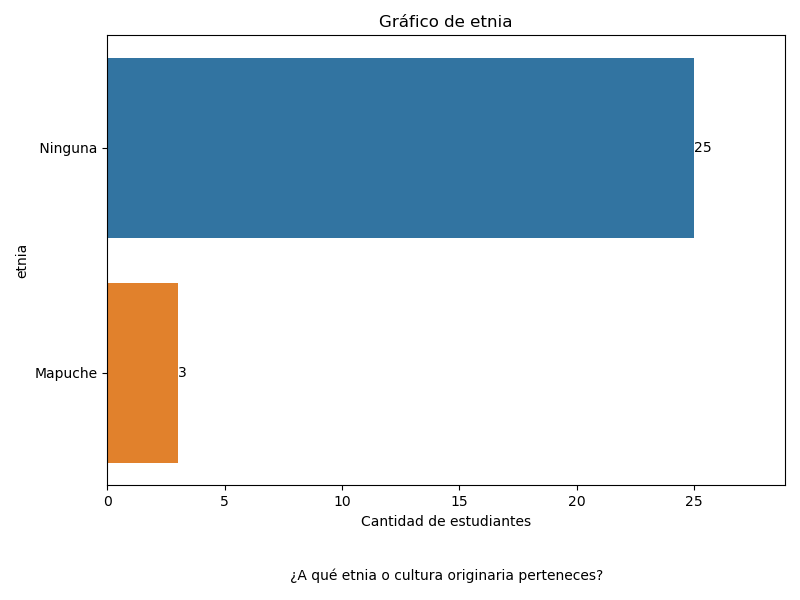 Gráfico de etnia
Ninguna
25
etnia
Mapuche
3
0 5 10 15 20 25
Cantidad de estudiantes
¿A qué etnia o cultura originaria perteneces?